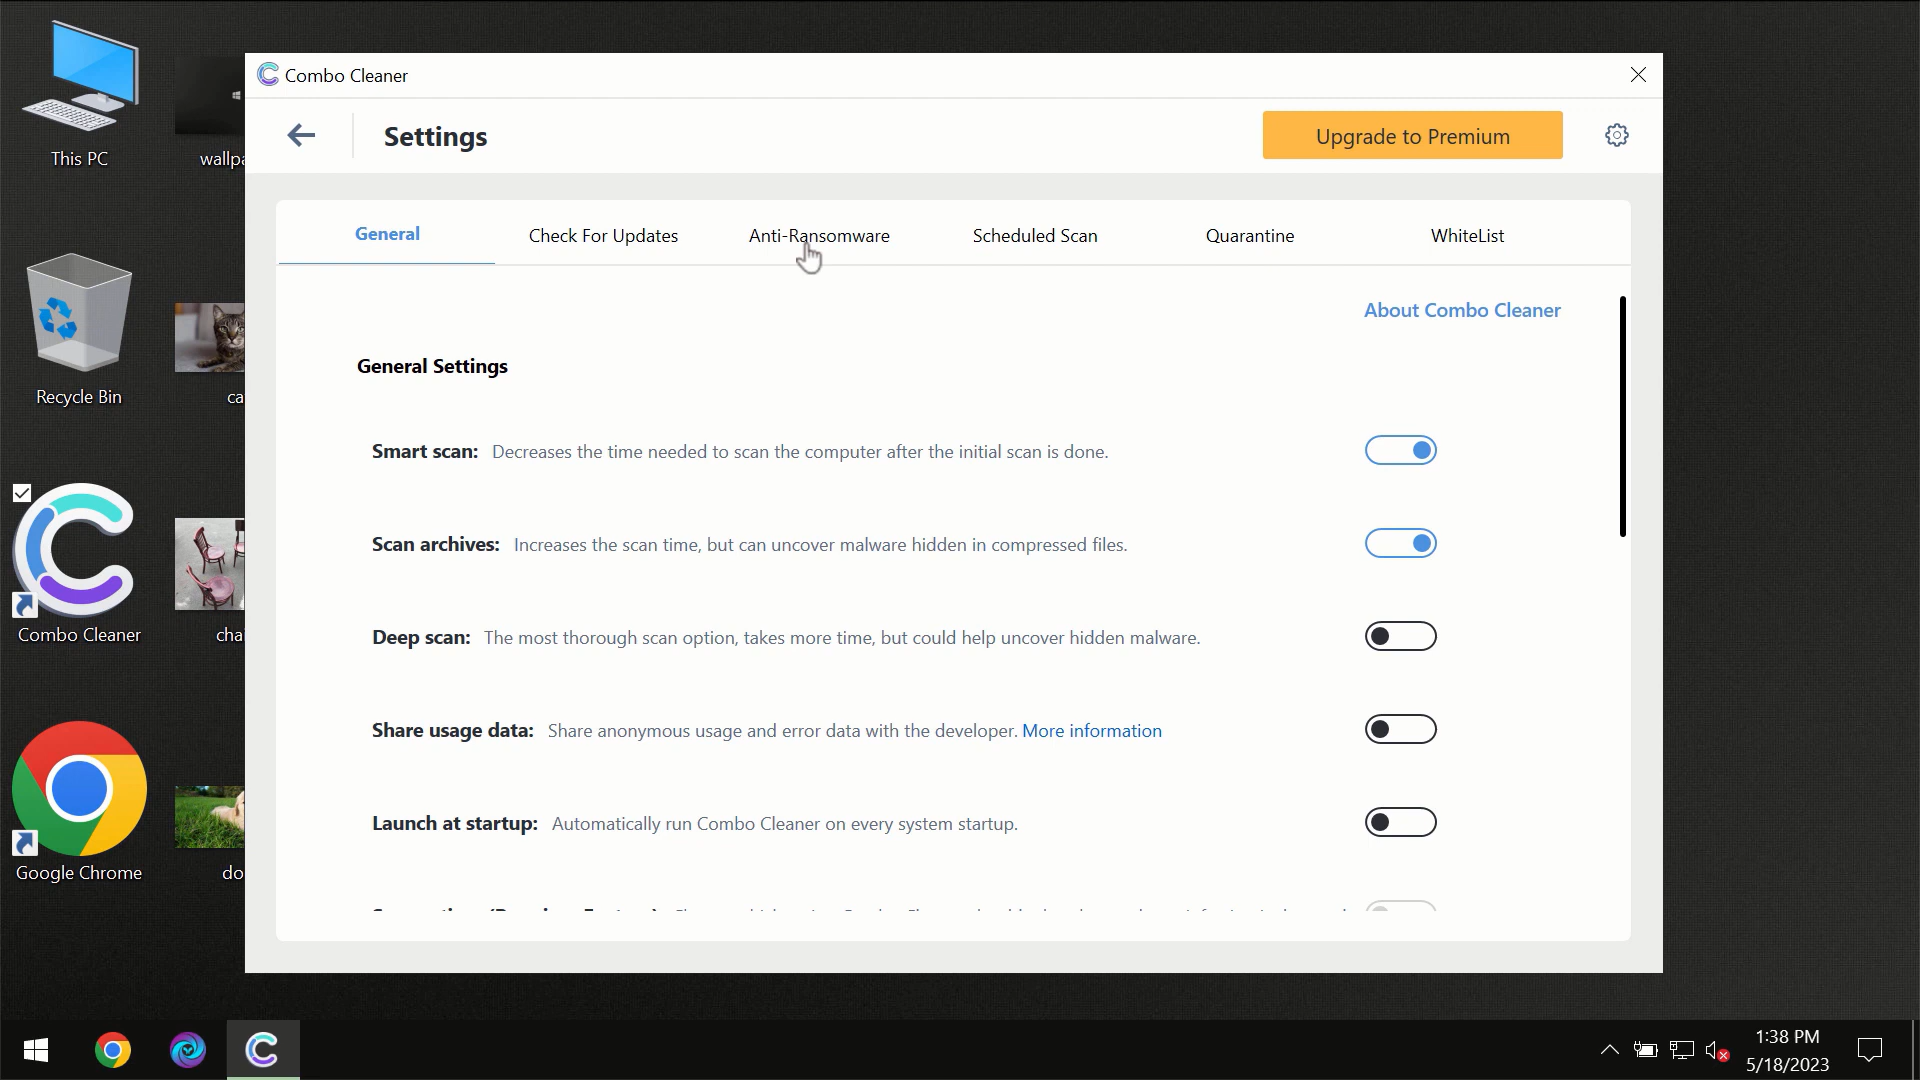 Combo Cleaner
Settings
Upgrade to Premium
General
Check For Updates
Anti-Ransomware
Scheduled Scan
Quarantine
WhiteList
About Combo Cleaner
General Settings
Smart scan: Decreases the time needed to scan the computer after the initial scan is done.
Scan archives: Increases the scan time, but can uncover malware hidden in compressed files.
Deep scan: The most thorough scan option, takes more time, but could help uncover hidden malware.
Share usage data: Share anonymous usage and error data with the developer. More information
Launch at startup: Automatically run Combo Cleaner on every system startup.
This PC
wallpa
Recycle Bin
ca
Combo Cleaner
cha
Google Chrome
do
1:38 PM
5/18/2023